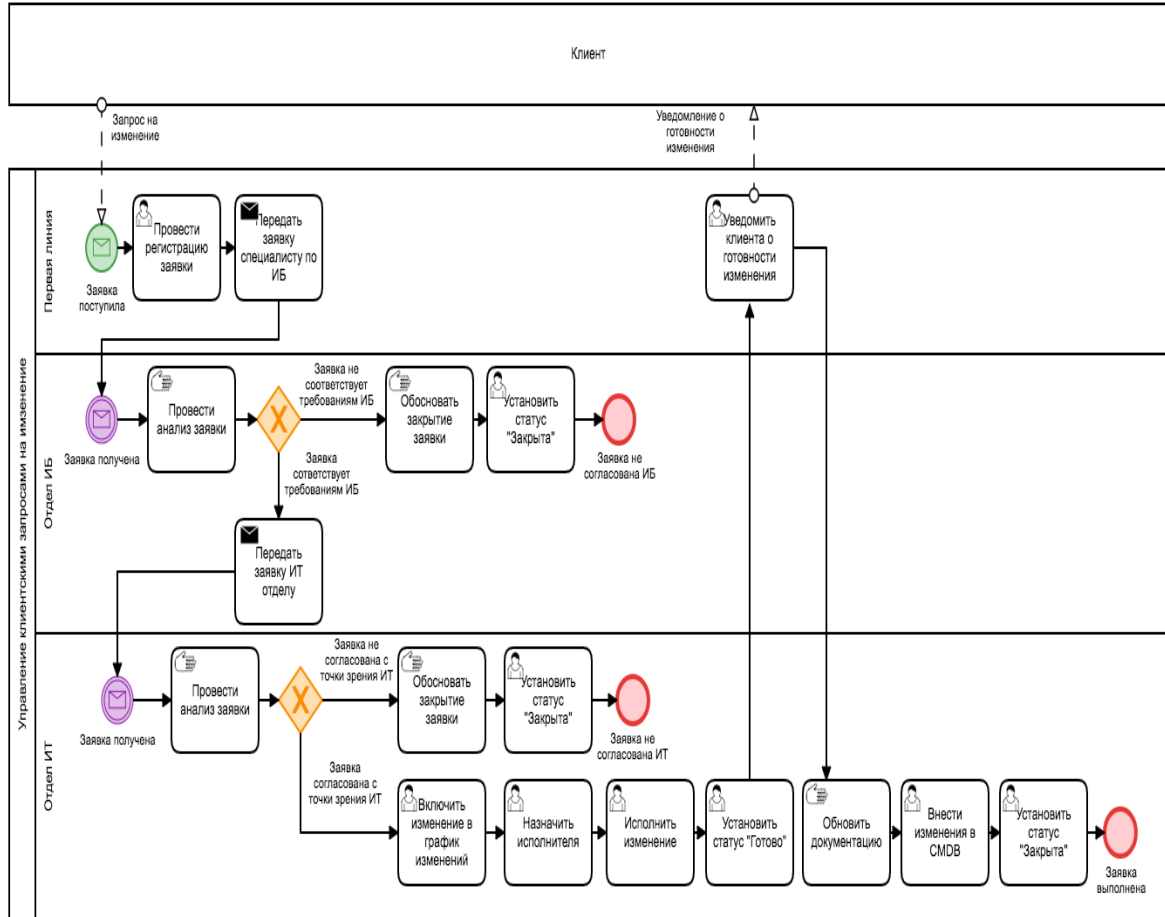 Клиент
Запрос на
изменение
Уведомление о
готовности
изменения
Управление клиентскими запросами на имзенение
Первая линия
Заявка
поступила
Провести
регистрацию
заявки
Передать
заявку
специалисту по
ИБ
Уведомить
клиента о
готовности
изменения
Отдел ИБ
Заявка получена
Провести
анализ заявки
Заявка не
соответствует
требованиям ИБ
Обосновать
закрытие
заявки
Установить
статус
"Закрыта"
Заявка не
согласована ИБ
Заявка
сответствует
требованиям ИБ
Передать
заявку ИТ
отделу
Отдел ИТ
Заявка получена
Провести
анализ заявки
Заявка не
согласована с
точки зрения ИТ
Обосновать
закрытие
заявки
Установить
статус
"Закрыта"
Заявка не
согласована ИТ
Заявка
согласована с
точки зрения ИТ
Включить
изменение в
график
изменений
Назначить
исполнителя
Исполнить
изменение
Установить
статус "Готово"
Обновить
документацию
Внести
изменения в
CMDB
Установить
статус
"Закрыта"
Заявка
выполнена